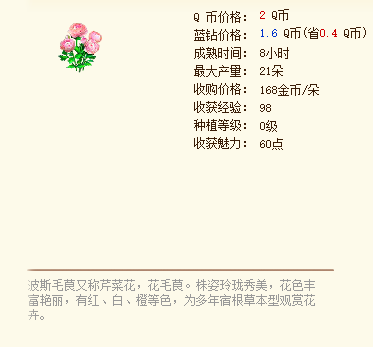 Q 币价格: 2 Q币
蓝钻价格: 1.6 Q币(省0.4 Q币)
成熟时间: 8小时
最大产量: 21朵
收购价格: 168金币/朵
收获经验: 98
种植等级: 0级
收获魅力: 60点
波斯毛茛又称芹菜花，花毛茛。株姿玲珑秀美，花色丰
富艳丽，有红、白、橙等色，为多年宿根草本型观赏花
卉。